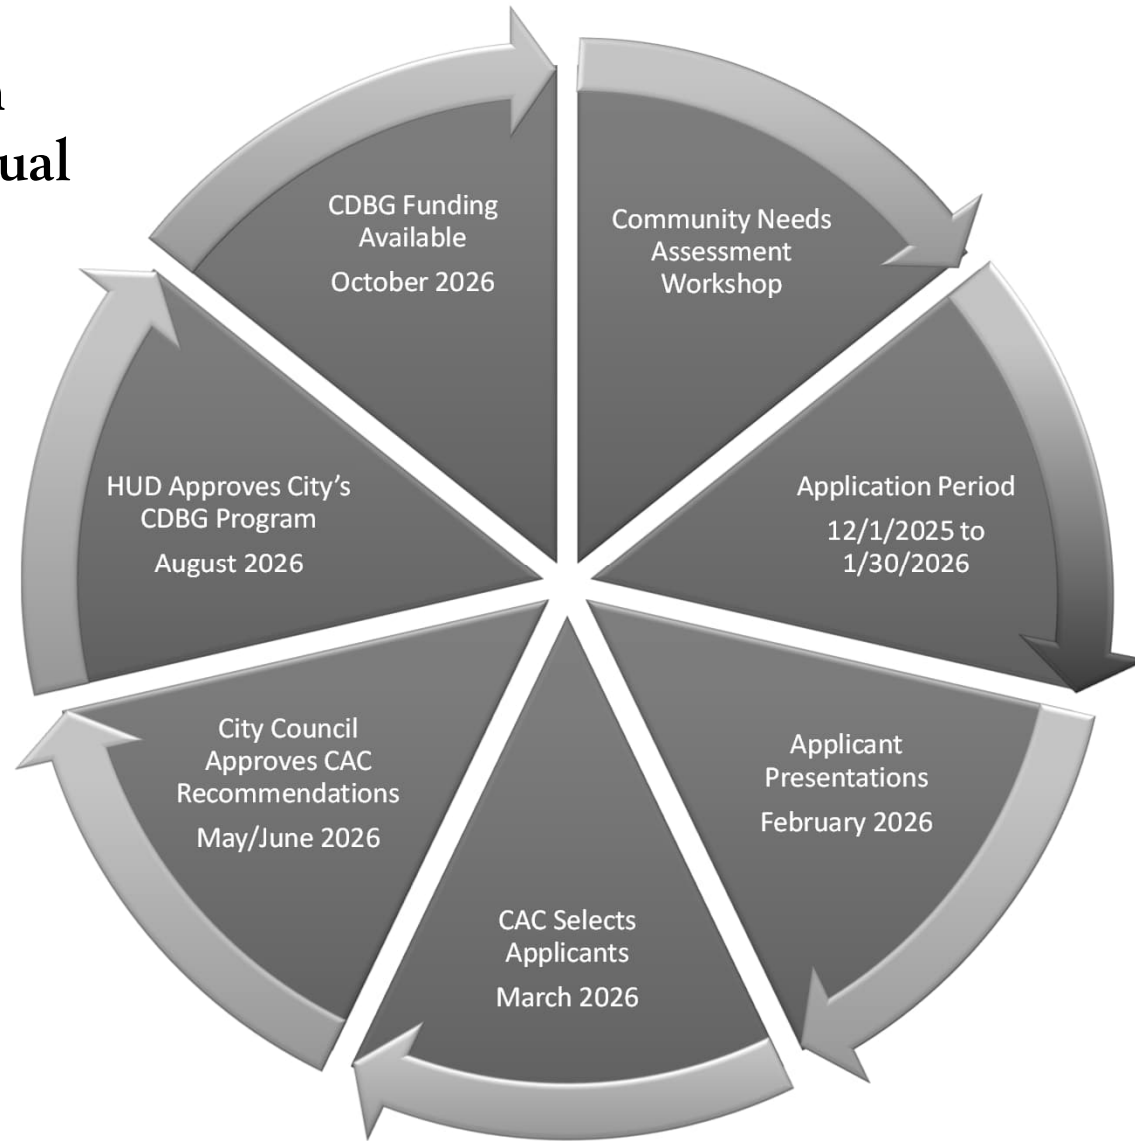 ual
CDBG Funding
Available
October 2026
Community Needs
Assessment
Workshop
Application Period
12/1/2025 to
1/30/2026
Applicant
Presentations
February 2026
CAC Selects
Applicants
March 2026
City Council
Approves CAC
Recommendations
May/June 2026
HUD Approves City’s
CDBG Program
August 2026